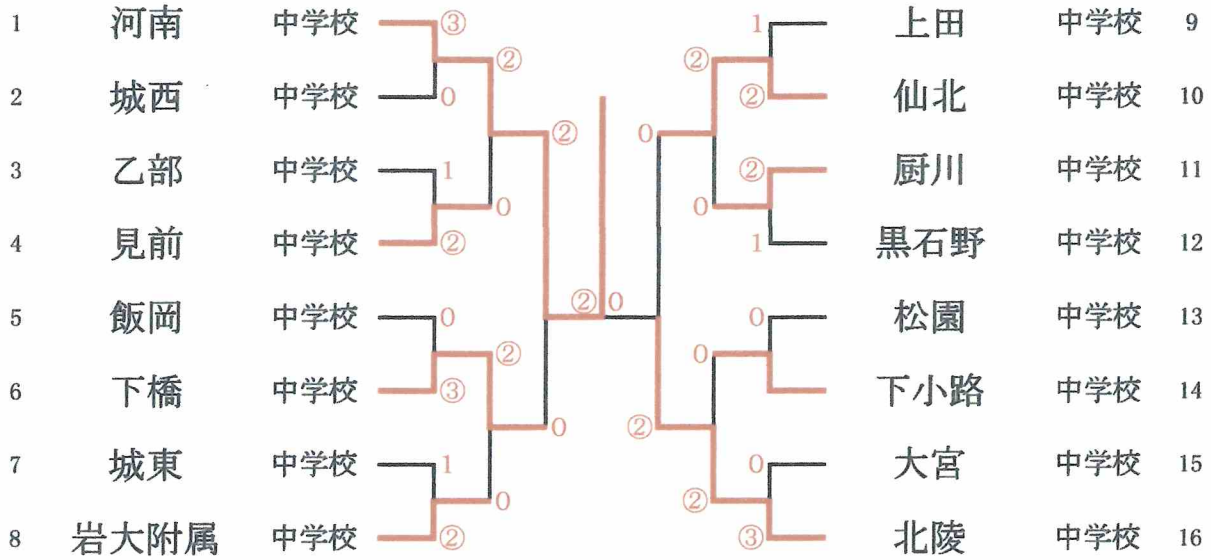 1 河南 中学校 ③ 1 上田 中学校 9
② ②
2 城西 中学校 0 ② 仙北 中学校 10
② 0
3 乙部 中学校 1 ② 厨川 中学校 11
0 0
4 見前 中学校 ② 1 黒石野 中学校 12
② 0
5 飯岡 中学校 0 0 松園 中学校 13
② 0
6 下橋 中学校 ③ 下小路 中学校 14
0 ②
7 城東 中学校 1 0 大宮 中学校 15
0 ②
8 岩大附属 中学校 ② ③ 北陵 中学校 16